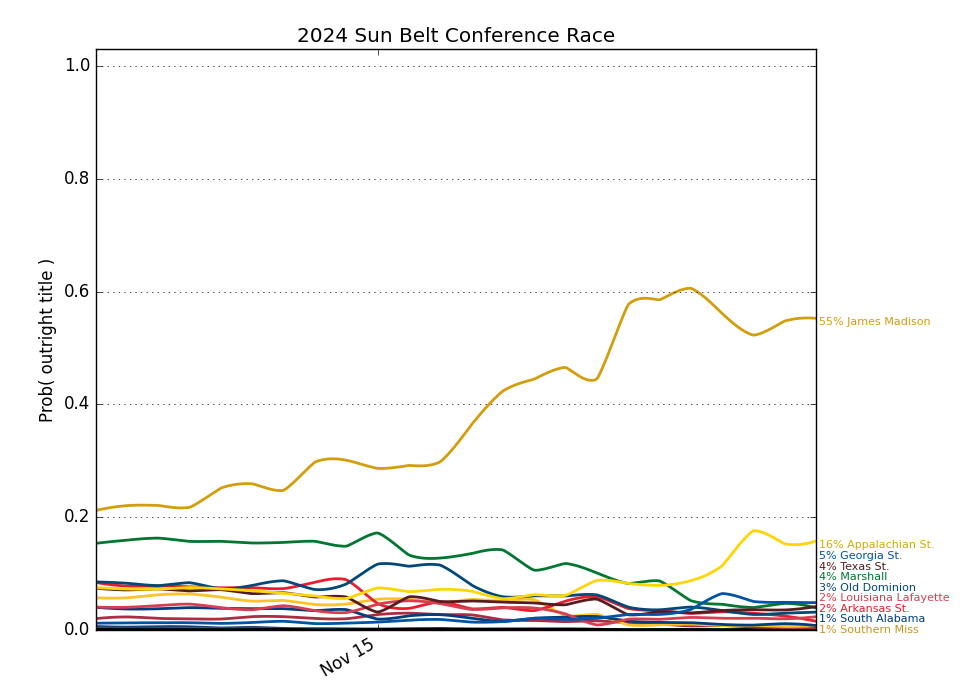 2024 Sun Belt Conference Race
Prob( outright title )
1.0
0.8
0.6
0.4
0.2
0.0
Nov 15
55% James Madison
16% Appalachian St.
5% Georgia St.
4% Texas St.
4% Marshall
3% Old Dominion
2% Louisiana Lafayette
2% Arkansas St.
1% South Alabama
1% Southern Miss